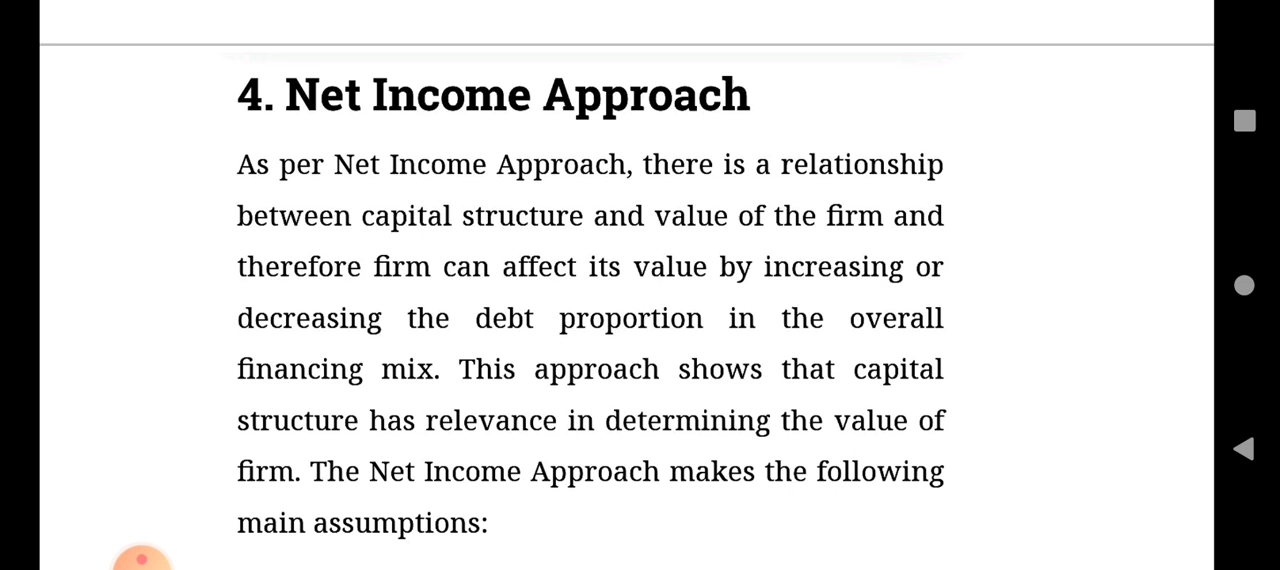 4. Net Income Approach
As per Net Income Approach, there is a relationship
between capital structure and value of the firm and
therefore firm can affect its value by increasing or
decreasing the debt proportion in the overall
financing mix. This approach shows that capital
structure has relevance in determining the value of
firm. The Net Income Approach makes the following
main assumptions: